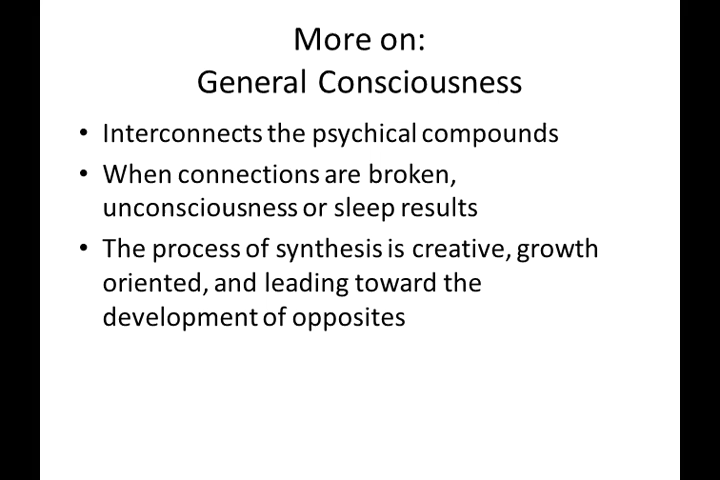 More on:
General Consciousness
• Interconnects the psychical compounds
• When connections are broken,
unconsciousness or sleep results
• The process of synthesis is creative, growth
oriented, and leading toward the
development of opposites